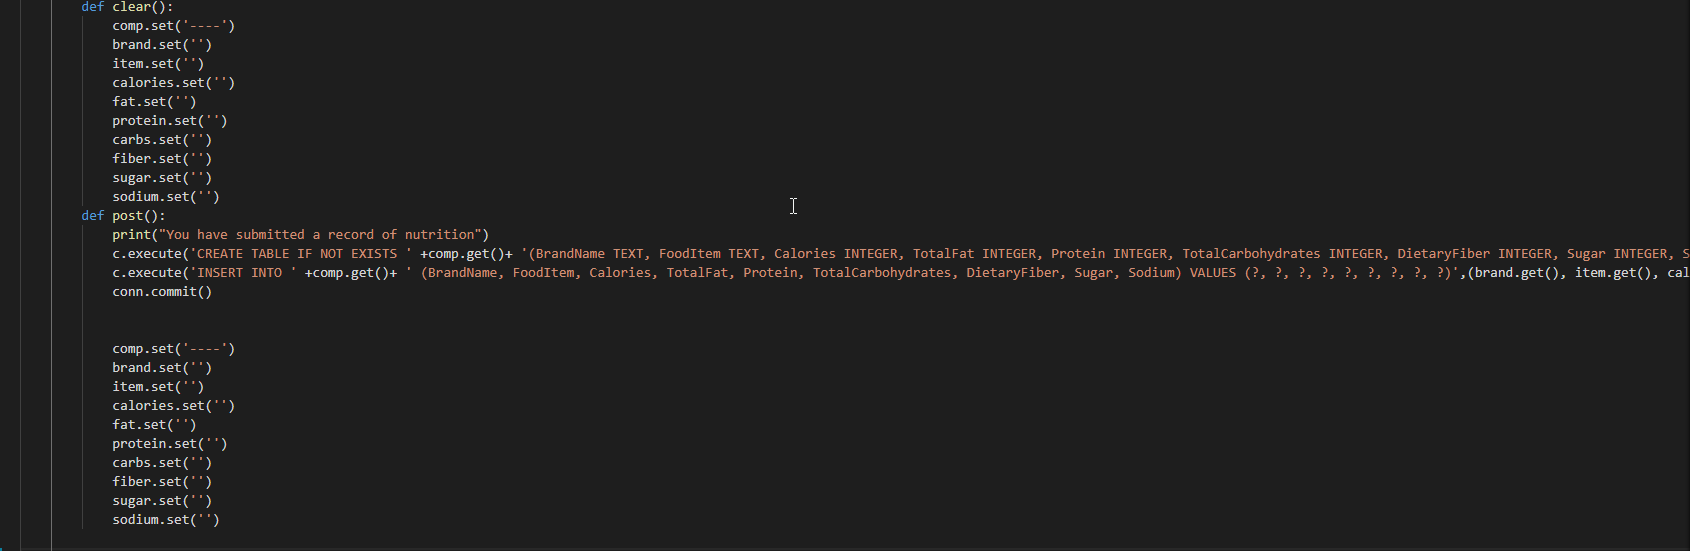 def clear():
comp.set('----')
brand.set('')
item.set('')
calories.set('')
fat.set('')
protein.set('')
carbs.set('')
fiber.set('')
sugar.set('')
sodium.set('')
def post():
print("You have submitted a record of nutrition")
c.execute('CREATE TABLE IF NOT EXISTS ' +comp.get()+ '(BrandName TEXT, FoodItem TEXT, Calories INTEGER, TotalFat INTEGER, Protein INTEGER, TotalCarbohydrates INTEGER, DietaryFiber INTEGER, Sugar INTEGER, S
c.execute('INSERT INTO ' +comp.get()+ ' (BrandName, FoodItem, Calories, TotalFat, Protein, TotalCarbohydrates, DietaryFiber, Sugar, Sodium) VALUES (?, ?, ?, ?, ?, ?, ?, ?, ?)',(brand.get(), item.get(), cal
conn.commit()
comp.set('----')
brand.set('')
item.set('')
calories.set('')
fat.set('')
protein.set('')
carbs.set('')
fiber.set('')
sugar.set('')
sodium.set('')